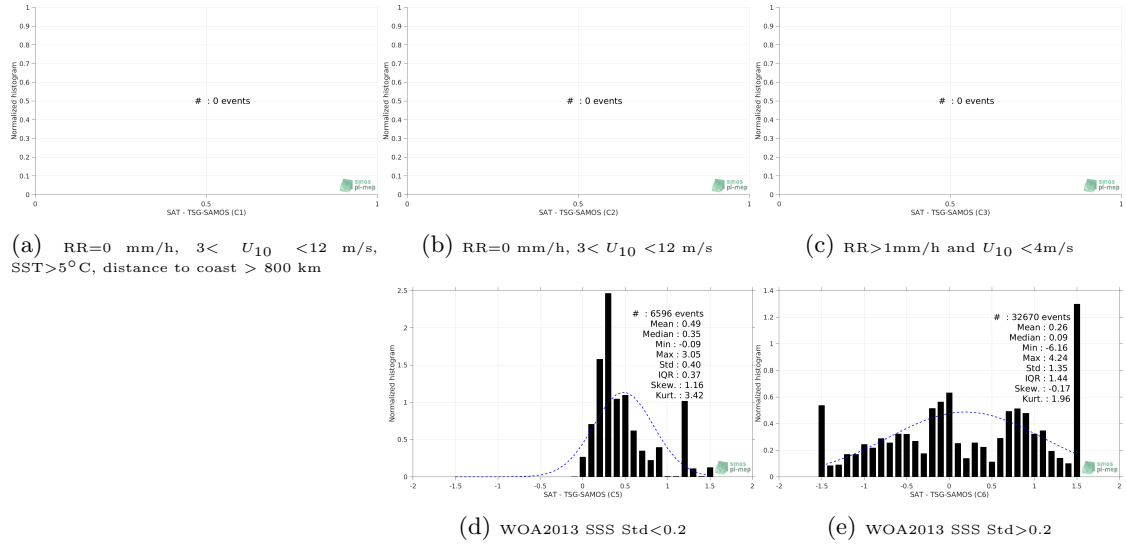 1
0.9
0.8
0.7
0.6
0.5
0.4
0.3
0.2
0.1
0
Normalized histogram
# : 0 events
0 0.5 1
SAT - TSG-SAMOS (C1)
smos
pi-mep
1
0.9
0.8
0.7
0.6
0.5
0.4
0.3
0.2
0.1
0
Normalized histogram
# : 0 events
0 0.5 1
SAT - TSG-SAMOS (C2)
smos
pi-mep
1
0.9
0.8
0.7
0.6
0.5
0.4
0.3
0.2
0.1
0
Normalized histogram
# : 0 events
0 0.5 1
SAT - TSG-SAMOS (C3)
smos
pi-mep
(a) RR=0 mm/h, 3< U10 <12 m/s,
SST>5°C, distance to coast > 800 km
(b) RR=0 mm/h, 3< U10 <12 m/s
(c) RR>1mm/h and U10 <4m/s
2.5
2
1.5
1
0.5
0
Normalized histogram
# : 6596 events
Mean : 0.49
Median : 0.35
Min : -0.09
Max : 3.05
Std : 0.40
IQR : 0.37
Skew. : 1.16
Kurt. : 3.42
smos
pi-mep
-2 -1.5 -1 -0.5 0 0.5 1 1.5 2
SAT - TSG-SAMOS (C5)
1.4
1.2
1
0.8
0.6
0.4
0.2
0
Normalized histogram
# : 32670 events
Mean : 0.26
Median : 0.09
Min : -6.16
Max : 4.24
Std : 1.35
IQR : 1.44
Skew. : -0.17
Kurt. : 1.96
smos
pi-mep
-2 -1.5 -1 -0.5 0 0.5 1 1.5 2
SAT - TSG-SAMOS (C6)
(d) WOA2013 SSS Std<0.2
(e) WOA2013 SSS Std>0.2